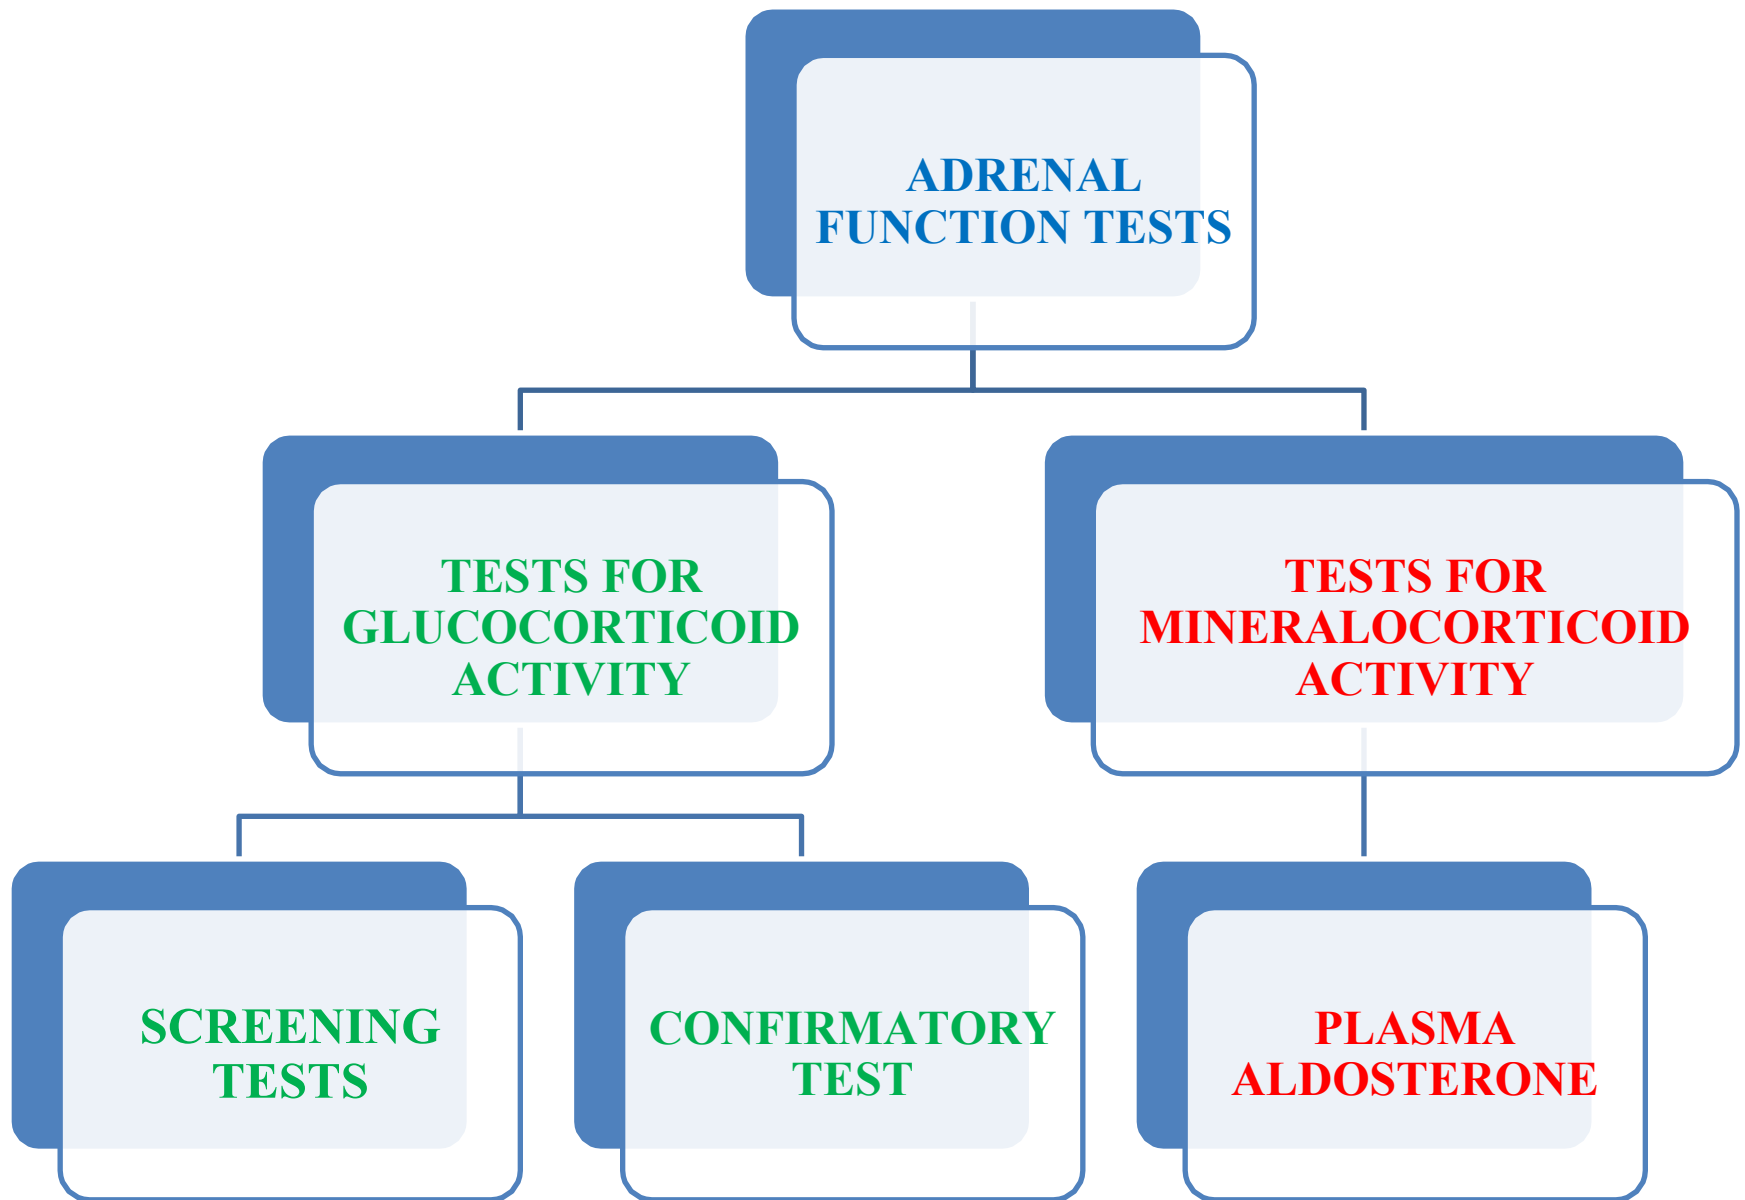 ADRENAL
FUNCTION TESTS
TESTS FOR
GLUCOCORTICOID
ACTIVITY
TESTS FOR
MINERALOCORTICOID
ACTIVITY
SCREENING
TESTS
CONFIRMATORY
TEST
PLASMA
ALDOSTERONE